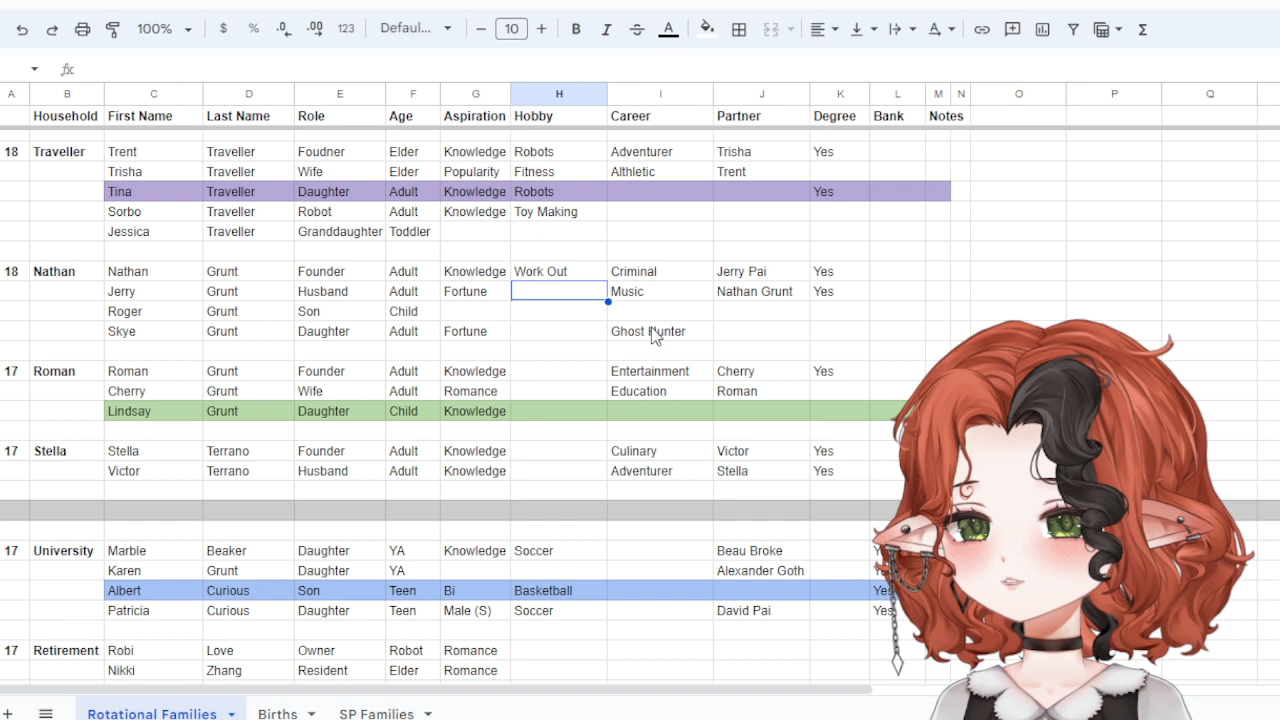 100% $ % .0 .00 123 Defaul... − 10 + B I S A Σ
fx
A B C D E F G H I J K L M N O P Q
Household First Name Last Name Role Age Aspiration Hobby Career Partner Degree Bank Notes
18 Traveller Trent Traveller Foudner Elder Knowledge Robots Adventurer Trisha Yes
Trisha Traveller Wife Elder Popularity Fitness Althletic Trent
Tina Traveller Daughter Adult Knowledge Robots Yes
Sorbo Traveller Robot Adult Knowledge Toy Making
Jessica Traveller Granddaughter Toddler
18 Nathan Nathan Grunt Founder Adult Knowledge Work Out Criminal Jerry Pai Yes
Jerry Grunt Husband Adult Fortune Music Nathan Grunt Yes
Roger Grunt Son Child
Skye Grunt Daughter Adult Fortune Ghost Hunter
17 Roman Roman Grunt Founder Adult Knowledge Entertainment Cherry Yes
Cherry Grunt Wife Adult Romance Education Roman
Lindsay Grunt Daughter Child Knowledge
17 Stella Stella Terrano Founder Adult Knowledge Culinary Victor Yes
Victor Terrano Husband Adult Knowledge Adventurer Stella Yes
17 University Marble Beaker Daughter YA Knowledge Soccer Beau Broke
Karen Grunt Daughter YA Alexander Goth
Albert Curious Son Teen Bi Basketball Yes
Patricia Curious Daughter Teen Male (S) Soccer David Pai Yes
17 Retirement Robi Love Owner Robot Romance
Nikki Zhang Resident Elder Romance
+ Rotational Families Births SP Families